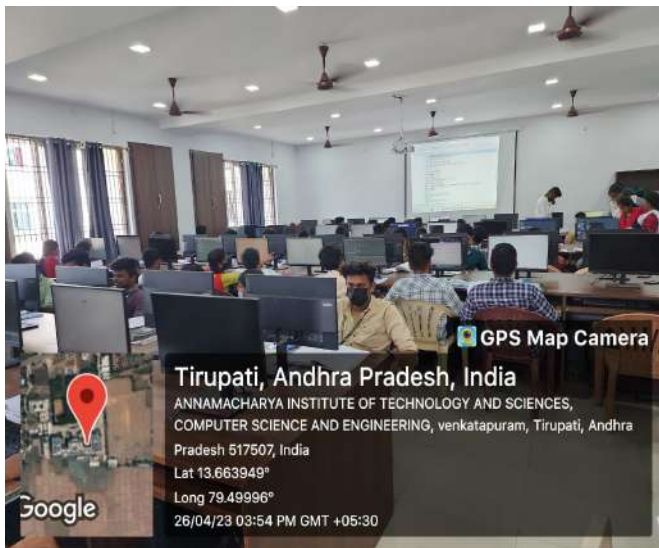 GPS Map Camera
Tirupati, Andhra Pradesh, India
ANNAMACHARYA INSTITUTE OF TECHNOLOGY AND SCIENCES,
COMPUTER SCIENCE AND ENGINEERING, venkatapuram, Tirupati, Andhra
Pradesh 517507, India
Lat 13.663949°
Long 79.49996°
26/04/23 03:54 PM GMT +05:30
Google